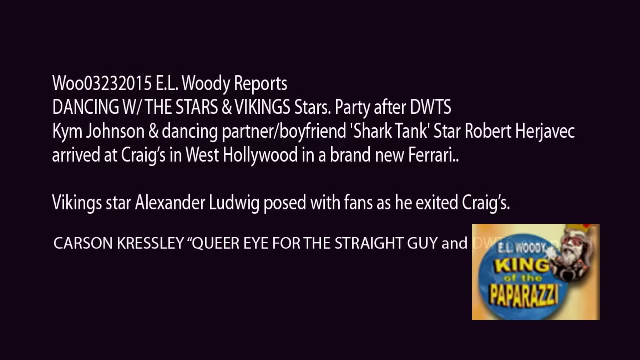 Woo03232015 E.L. Woody Reports
DANCING W/ THE STARS & VIKINGS Stars. Party after DWTS
Kym Johnson & dancing partner/boyfriend 'Shark Tank' Star Robert Herjavec
arrived at Craig's in West Hollywood in a brand new Ferrari..
Vikings star Alexander Ludwig posed with fans as he exited Craig's.
CARSON KRESSLEY “QUEER EYE FOR THE STRAIGHT GUY and
E.L. WOODY
KING
of the
PAPARAZZI